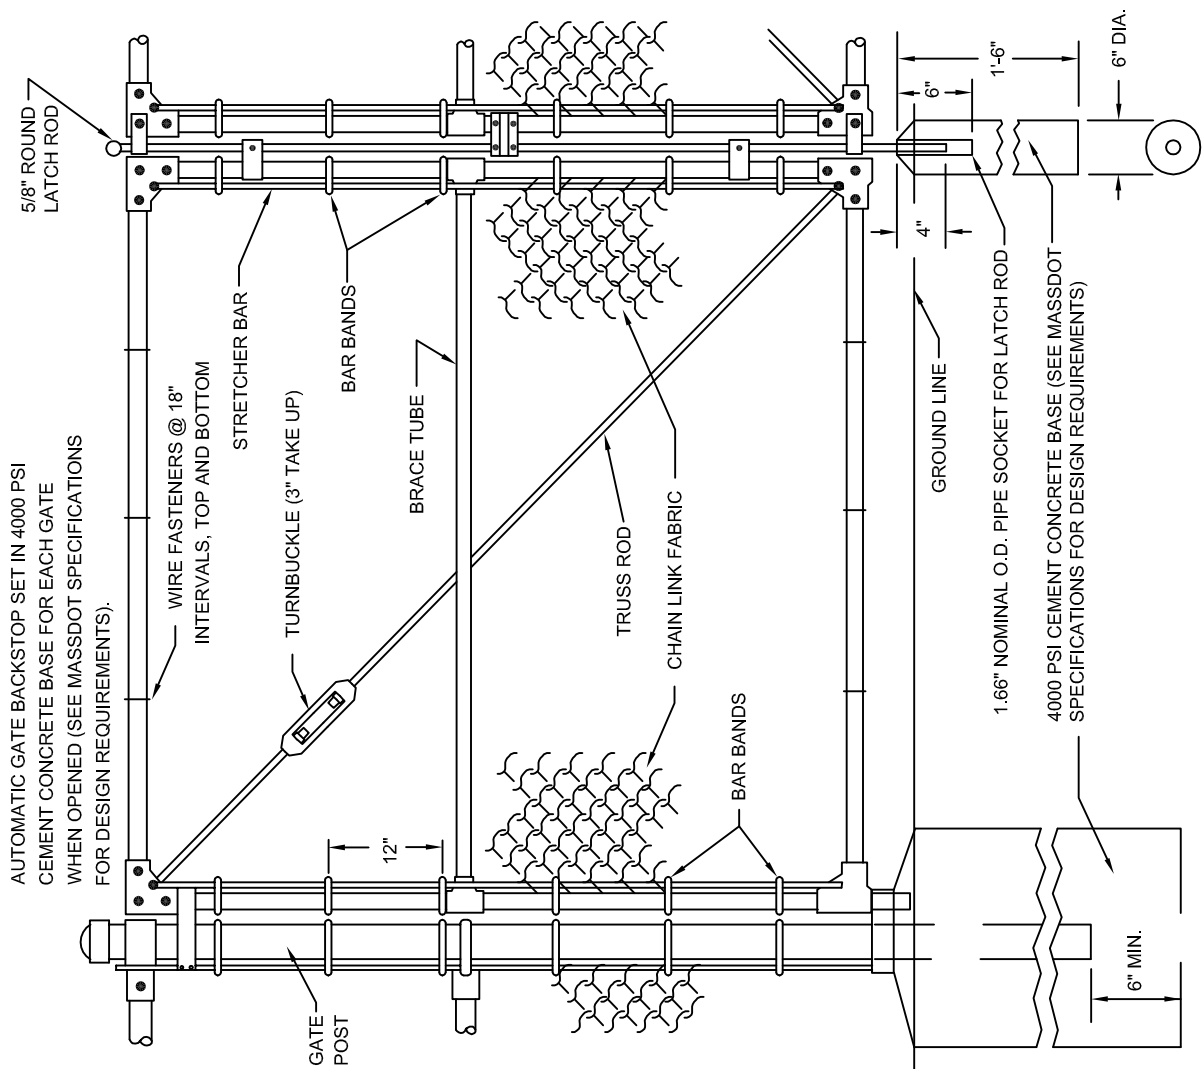 AUTOMATIC GATE BACKSTOP SET IN 4000 PSI
CEMENT CONCRETE BASE FOR EACH GATE
WHEN OPENED (SEE MASSDOT SPECIFICATIONS
FOR DESIGN REQUIREMENTS).
5/8" ROUND
LATCH ROD
WIRE FASTENERS @ 18"
INTERVALS, TOP AND BOTTOM
STRETCHER BAR
TURNBUCKLE (3" TAKE UP)
BAR BANDS
GATE
POST
12"
BRACE TUBE
TRUSS ROD
CHAIN LINK FABRIC
BAR BANDS
GROUND LINE
4"
6"
1'-6"
6" DIA.
1.66" NOMINAL O.D. PIPE SOCKET FOR LATCH ROD
4000 PSI CEMENT CONCRETE BASE (SEE MASSDOT
SPECIFICATIONS FOR DESIGN REQUIREMENTS)
6" MIN.